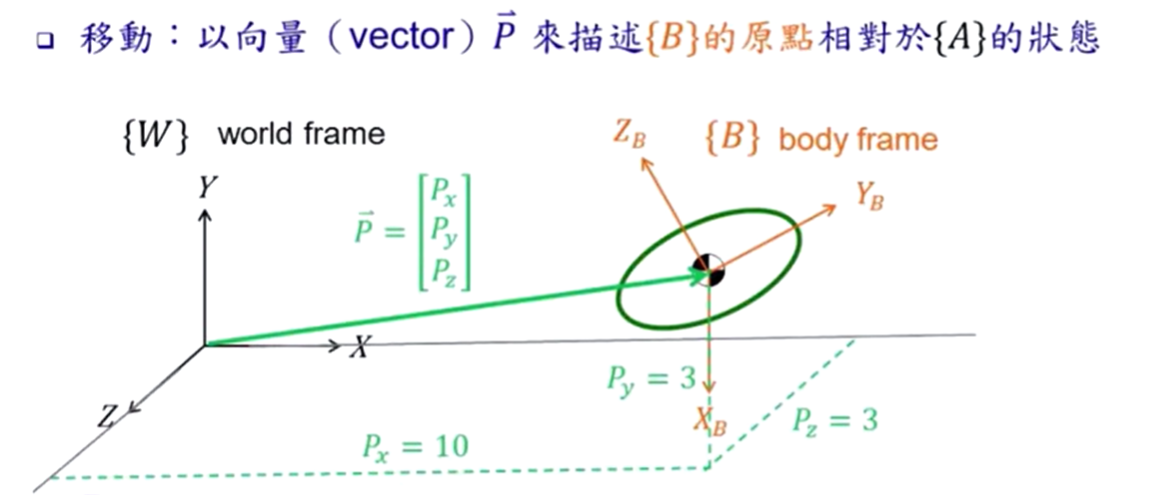 移動：以向量（vector）P⃗ 來描述{B}的原點相對於{A}的狀態
{W} world frame
Z_B {B} body frame
Y
Y_B
P⃗ = [P_x P_y P_z]
X
Z
P_y = 3
X_B
P_z = 3
P_x = 10